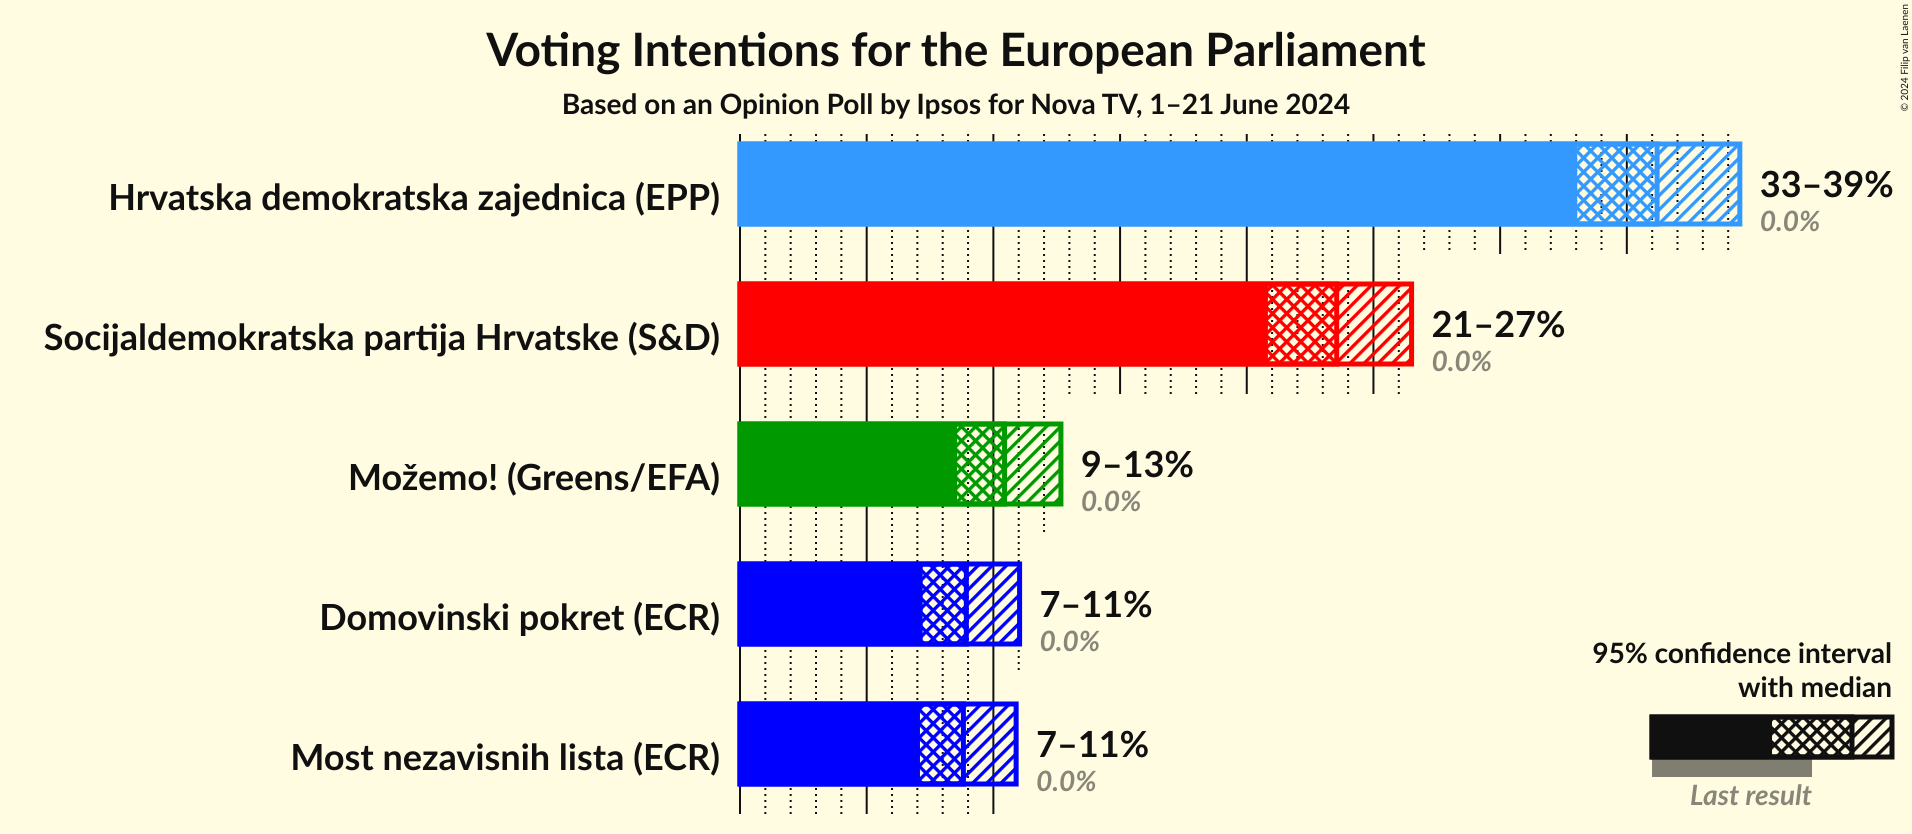 Voting Intentions for the European Parliament
Based on an Opinion Poll by Ipsos for Nova TV, 1–21 June 2024
© 2024 Filip van Laenen
Hrvatska demokratska zajednica (EPP)
33–39%
0.0%
Socijaldemokratska partija Hrvatske (S&D)
21–27%
0.0%
Možemo! (Greens/EFA)
9–13%
0.0%
Domovinski pokret (ECR)
7–11%
0.0%
Most nezavisnih lista (ECR)
7–11%
0.0%
95% confidence interval
with median
Last result